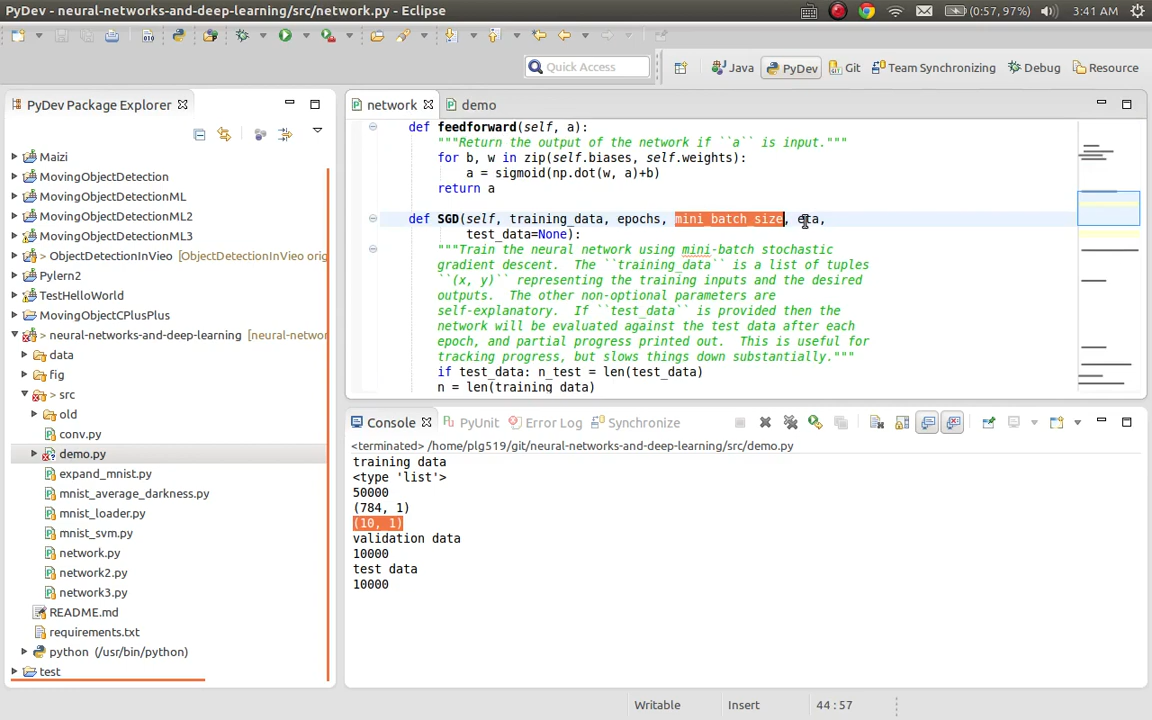 PyDev - neural-networks-and-deep-learning/src/network.py - Eclipse
(0:57, 97%)
3:41 AM
Quick Access
Java
PyDev
Git
Team Synchronizing
Debug
Resource
PyDev Package Explorer
Maizi
MovingObjectDetection
MovingObjectDetectionML
MovingObjectDetectionML2
MovingObjectDetectionML3
> ObjectDetectionInVieo [ObjectDetectionInVieo orig
Pylern2
TestHelloWorld
MovingObjectCPlusPlus
> neural-networks-and-deep-learning [neural-networ
data
fig
> src
old
conv.py
demo.py
expand_mnist.py
mnist_average_darkness.py
mnist_loader.py
mnist_svm.py
network.py
network2.py
network3.py
README.md
requirements.txt
python (/usr/bin/python)
test
network
demo
def feedforward(self, a):
"""Return the output of the network if ``a`` is input."""
for b, w in zip(self.biases, self.weights):
a = sigmoid(np.dot(w, a)+b)
return a
def SGD(self, training_data, epochs, mini_batch_size, eta,
test_data=None):
"""Train the neural network using mini-batch stochastic
gradient descent.  The ``training_data`` is a list of tuples
``(x, y)`` representing the training inputs and the desired
outputs.  The other non-optional parameters are
self-explanatory.  If ``test_data`` is provided then the
network will be evaluated against the test data after each
epoch, and partial progress printed out.  This is useful for
tracking progress, but slows things down substantially."""
if test_data: n_test = len(test_data)
n = len(training_data)
Console
PyUnit
Error Log
Synchronize
<terminated> /home/plg519/git/neural-networks-and-deep-learning/src/demo.py
training data
<type 'list'>
50000
(784, 1)
(10, 1)
validation data
10000
test data
10000
Writable
Insert
44:57